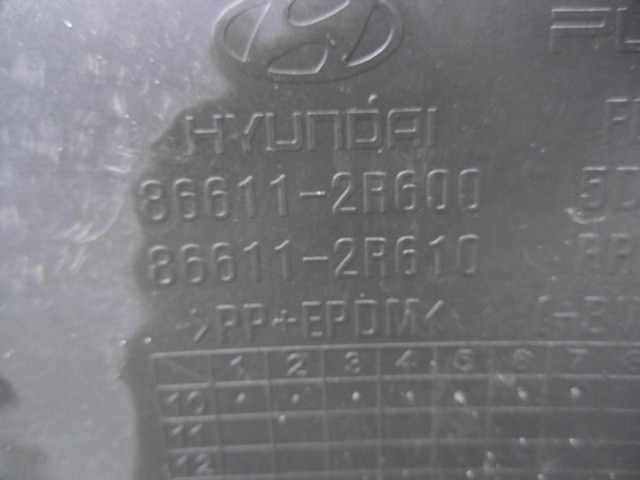 HYUNDAI
86611-2R600
86611-2R610
>PP+EPDM<
1 2 3 4 5 6 7
10
11
12